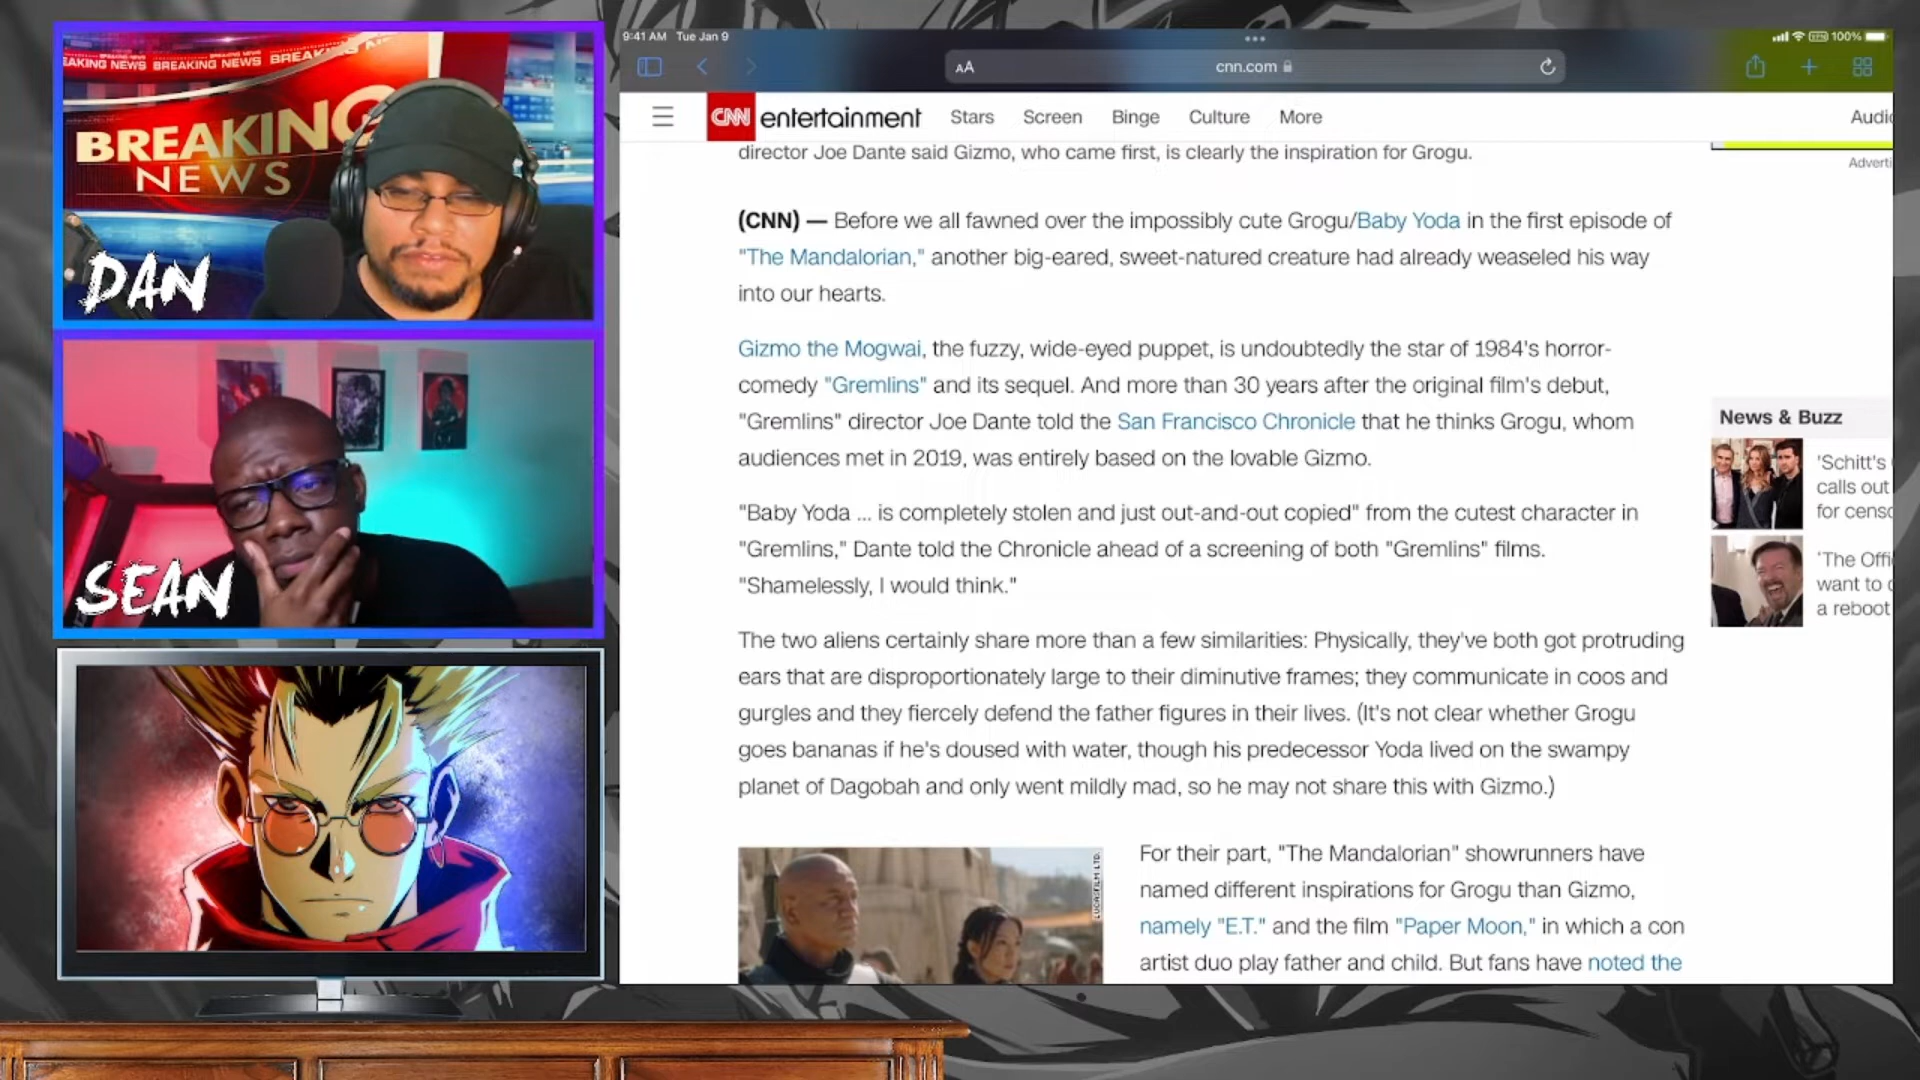 EAKING NEWS BREAKING NEWS BREAKING
BREAKING
NEWS
DAN
SEAN
9:41 AM Tue Jan 9
100%
AA
cnn.com
CNN entertainment Stars Screen Binge Culture More
Audio
director Joe Dante said Gizmo, who came first, is clearly the inspiration for Grogu.
Adverti
(CNN) — Before we all fawned over the impossibly cute Grogu/Baby Yoda in the first episode of
"The Mandalorian," another big-eared, sweet-natured creature had already weaseled his way
into our hearts.
Gizmo the Mogwai, the fuzzy, wide-eyed puppet, is undoubtedly the star of 1984's horror-
comedy "Gremlins" and its sequel. And more than 30 years after the original film's debut,
"Gremlins" director Joe Dante told the San Francisco Chronicle that he thinks Grogu, whom
audiences met in 2019, was entirely based on the lovable Gizmo.
"Baby Yoda ... is completely stolen and just out-and-out copied" from the cutest character in
"Gremlins," Dante told the Chronicle ahead of a screening of both "Gremlins" films.
"Shamelessly, I would think."
The two aliens certainly share more than a few similarities: Physically, they've both got protruding
ears that are disproportionately large to their diminutive frames; they communicate in coos and
gurgles and they fiercely defend the father figures in their lives. (It's not clear whether Grogu
goes bananas if he's doused with water, though his predecessor Yoda lived on the swampy
planet of Dagobah and only went mildly mad, so he may not share this with Gizmo.)
LUCASFILM LTD.
For their part, "The Mandalorian" showrunners have
named different inspirations for Grogu than Gizmo,
namely "E.T." and the film "Paper Moon," in which a con
artist duo play father and child. But fans have noted the
News & Buzz
'Schitt's
calls out
for censo
'The Offi
want to
a reboot